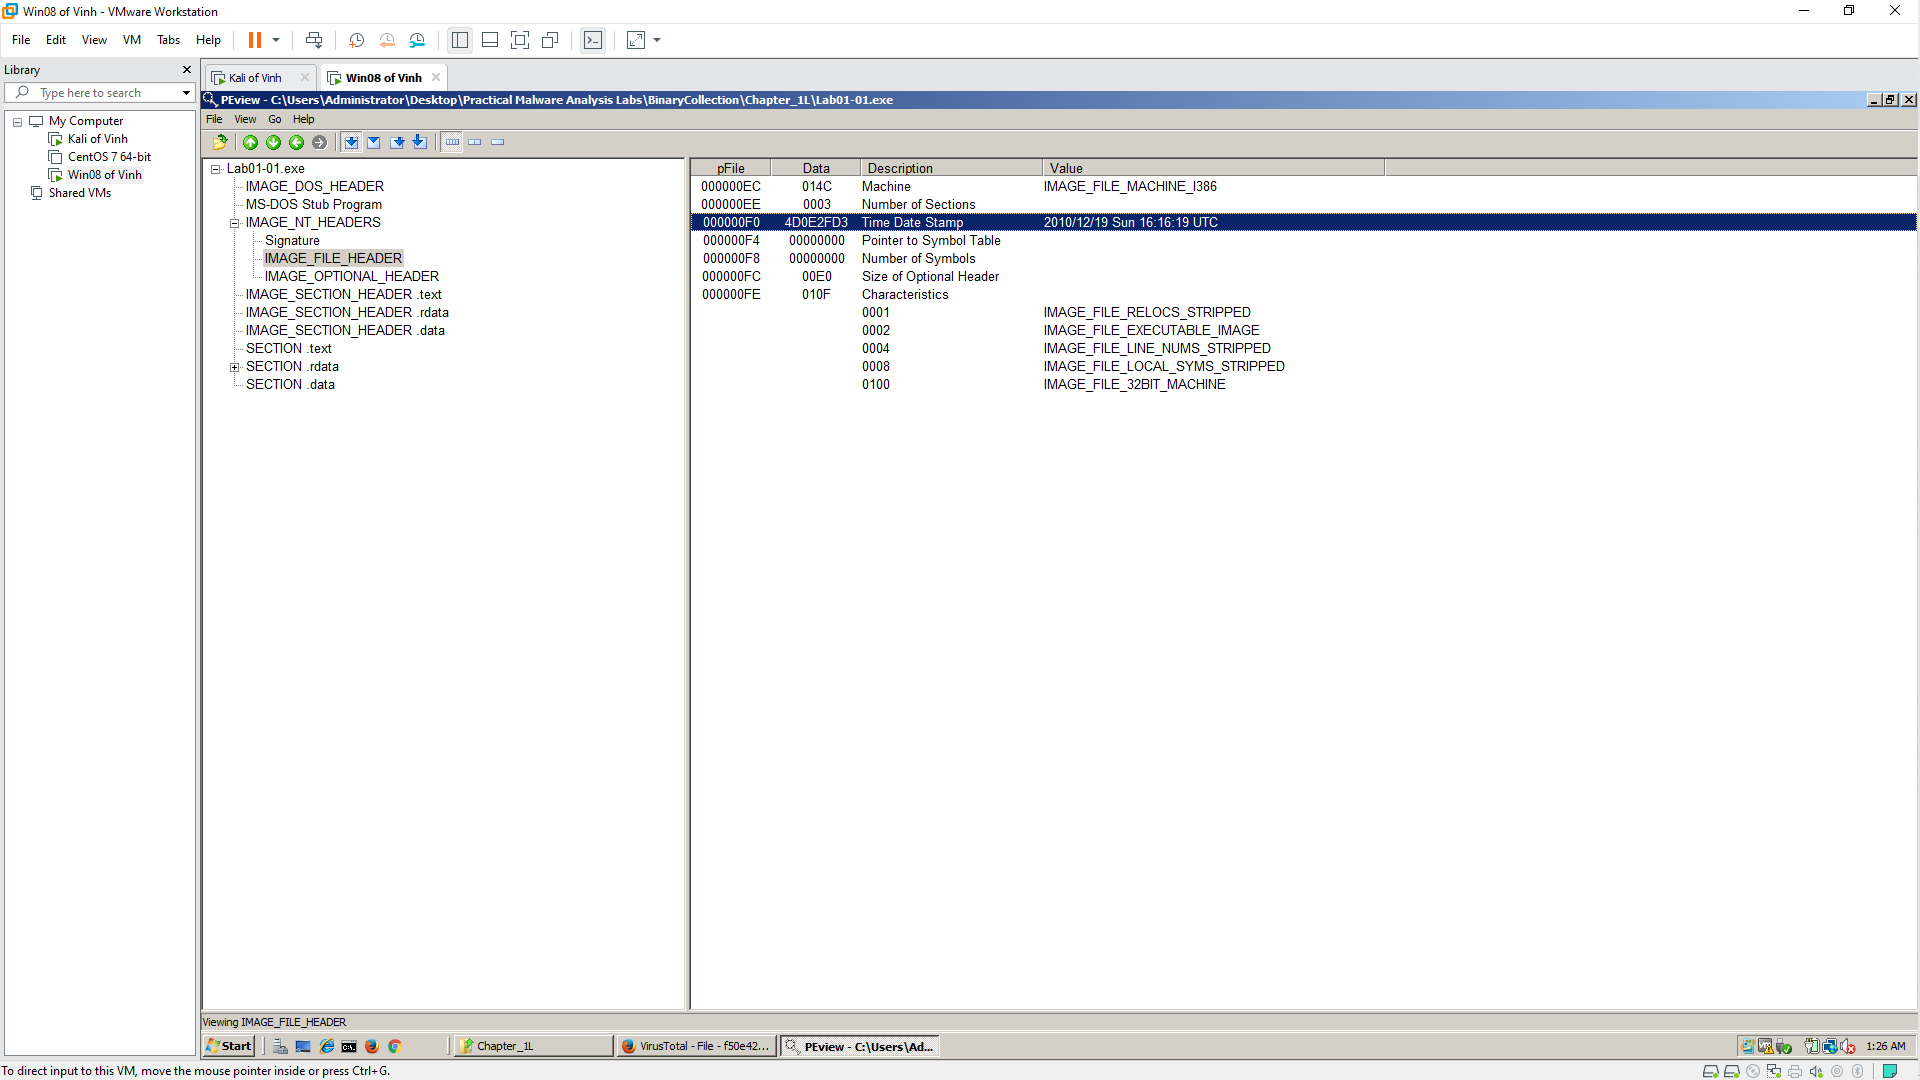 Win08 of Vinh - VMware Workstation
File Edit View VM Tabs Help
Library
Type here to search
My Computer
Kali of Vinh
CentOS 7 64-bit
Win08 of Vinh
Shared VMs
Kali of Vinh Win08 of Vinh
PEview - C:\Users\Administrator\Desktop\Practical Malware Analysis Labs\BinaryCollection\Chapter_1L\Lab01-01.exe
File View Go Help
Lab01-01.exe
IMAGE_DOS_HEADER
MS-DOS Stub Program
IMAGE_NT_HEADERS
Signature
IMAGE_FILE_HEADER
IMAGE_OPTIONAL_HEADER
IMAGE_SECTION_HEADER .text
IMAGE_SECTION_HEADER .rdata
IMAGE_SECTION_HEADER .data
SECTION .text
SECTION .rdata
SECTION .data
pFile Data Description Value
000000EC 014C Machine IMAGE_FILE_MACHINE_I386
000000EE 0003 Number of Sections
000000F0 4D0E2FD3 Time Date Stamp 2010/12/19 Sun 16:16:19 UTC
000000F4 00000000 Pointer to Symbol Table
000000F8 00000000 Number of Symbols
000000FC 00E0 Size of Optional Header
000000FE 010F Characteristics
0001 IMAGE_FILE_RELOCS_STRIPPED
0002 IMAGE_FILE_EXECUTABLE_IMAGE
0004 IMAGE_FILE_LINE_NUMS_STRIPPED
0008 IMAGE_FILE_LOCAL_SYMS_STRIPPED
0100 IMAGE_FILE_32BIT_MACHINE
Viewing IMAGE_FILE_HEADER
Start Chapter_1L VirusTotal - File - f50e42... PEview - C:\Users\Ad... 1:26 AM
To direct input to this VM, move the mouse pointer inside or press Ctrl+G.